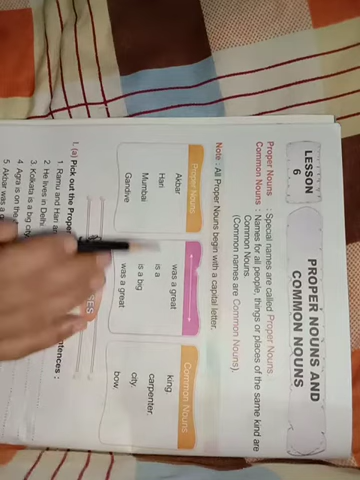 LESSON
6
PROPER NOUNS AND
COMMON NOUNS
Proper Nouns : Special names are called Proper Nouns.
Common Nouns : Names for all people, things or places of the same kind are
Common Nouns.
(Common names are Common Nouns).
Note : All Proper Nouns begin with a capital letter.
Proper Nouns Common Nouns
Akbar was a great king.
Hari is a carpenter.
Mumbai is a big city.
Gandive was a great bow.
I. (a) Pick out the Proper
1. Ramu and Hari
2. He lives in Delhi
3. Kolkata is a big city
4. Agra is on the
5. Akbar was a